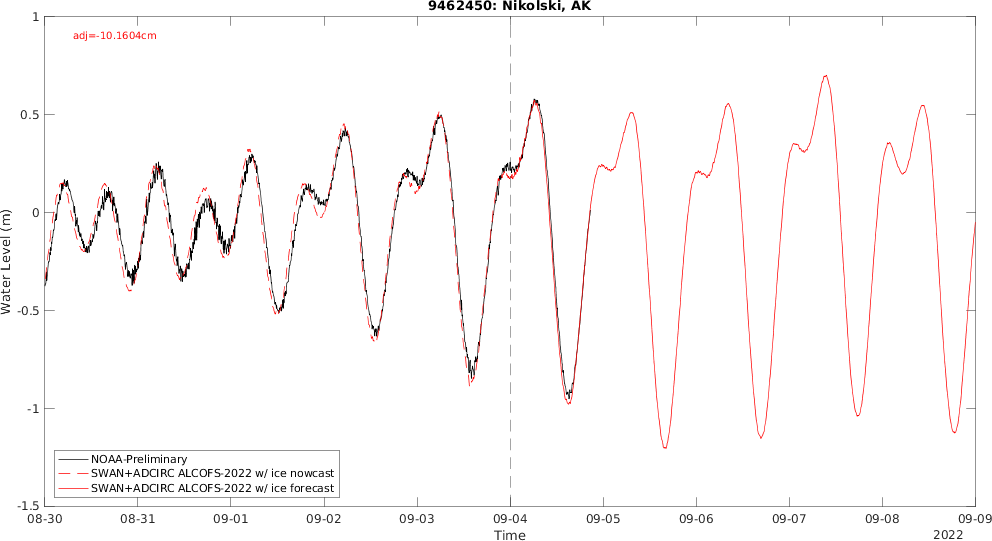 9462450: Nikolski, AK
adj=-10.1604cm
1
0.5
0
-0.5
-1
-1.5
Water Level (m)
NOAA-Preliminary
SWAN+ADCIRC ALCOFS-2022 w/ ice nowcast
SWAN+ADCIRC ALCOFS-2022 w/ ice forecast
08-30 08-31 09-01 09-02 09-03 09-04 09-05 09-06 09-07 09-08 09-09
Time
2022